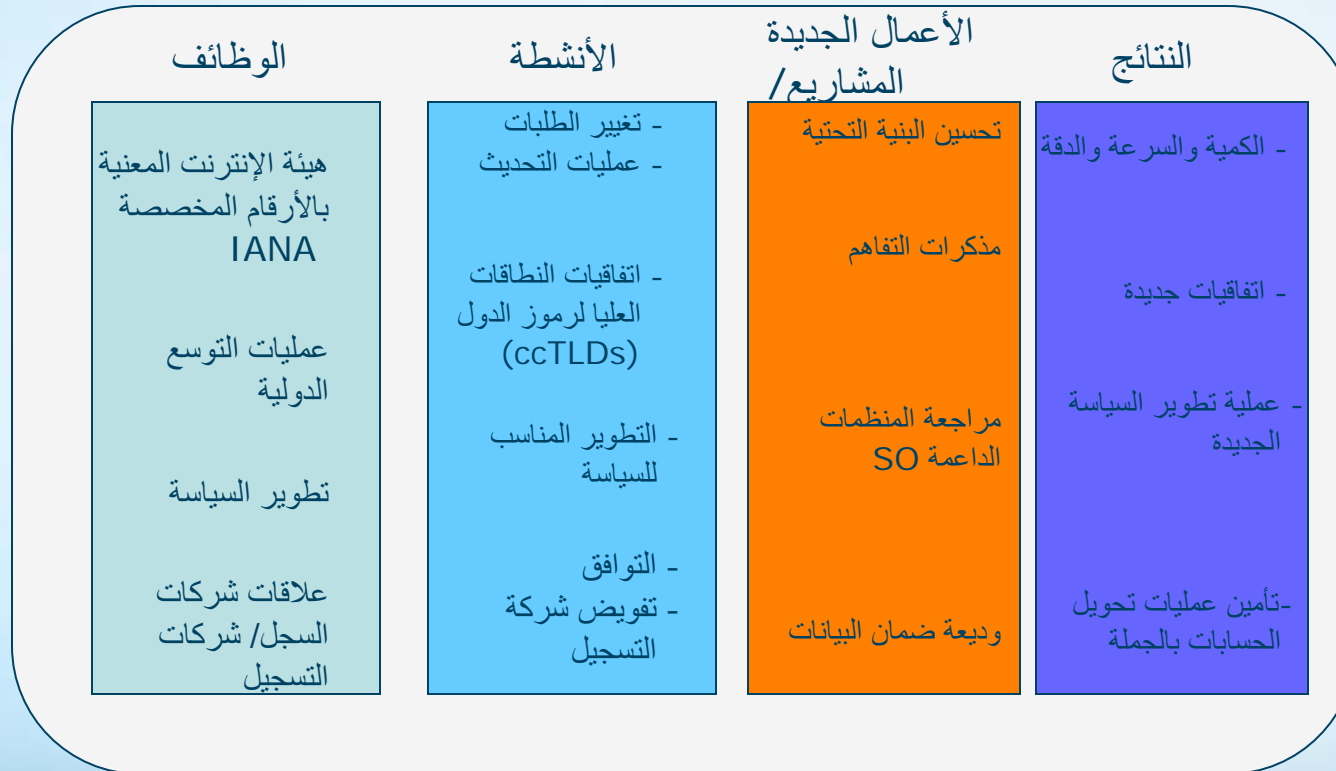 الوظائف
هيئة الإنترنت المعنية
بالأرقام المخصصة
IANA
عمليات التوسع
الدولية
تطوير السياسة
علاقات شركات
السجل/ شركات
التسجيل
الأنشطة
- تغيير الطلبات
- عمليات التحديث
- اتفاقيات النطاقات
العليا لرموز الدول
(ccTLDs)
- التطوير المناسب
للسياسة
- التوافق
- تفويض شركة
التسجيل
الأعمال الجديدة
المشاريع/
تحسين البنية التحتية
مذكرات التفاهم
مراجعة المنظمات
الداعمة SO
وديعة ضمان البيانات
النتائج
- الكمية والسرعة والدقة
- اتفاقيات جديدة
- عملية تطوير السياسة
الجديدة
-تأمين عمليات تحويل
الحسابات بالجملة